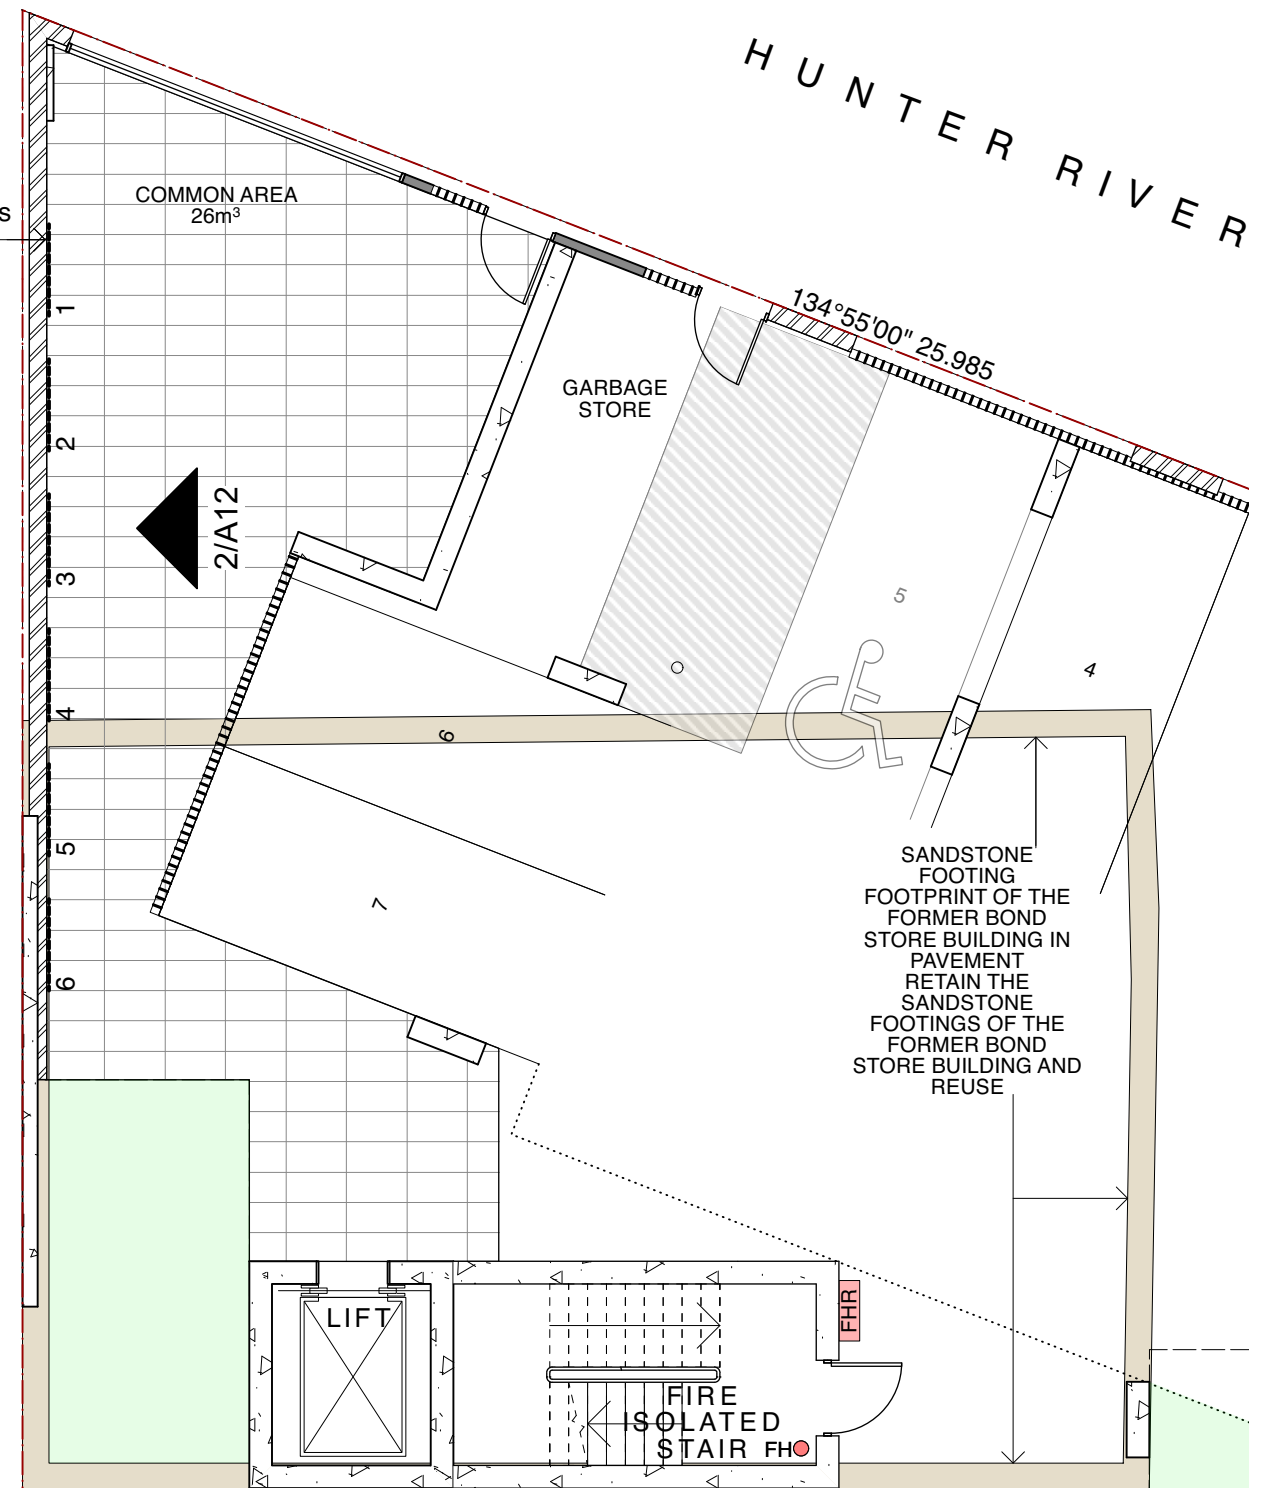 HUNTER RIVER
COMMON AREA
26m³
s
134°55'00" 25.985
GARBAGE
STORE
1
2
3
4
5
6
2/A12
5
4
6
7
SANDSTONE
FOOTING
FOOTPRINT OF THE
FORMER BOND
STORE BUILDING IN
PAVEMENT
RETAIN THE
SANDSTONE
FOOTINGS OF THE
FORMER BOND
STORE BUILDING AND
REUSE
LIFT
FHR
FIRE
ISOLATED
STAIR FH